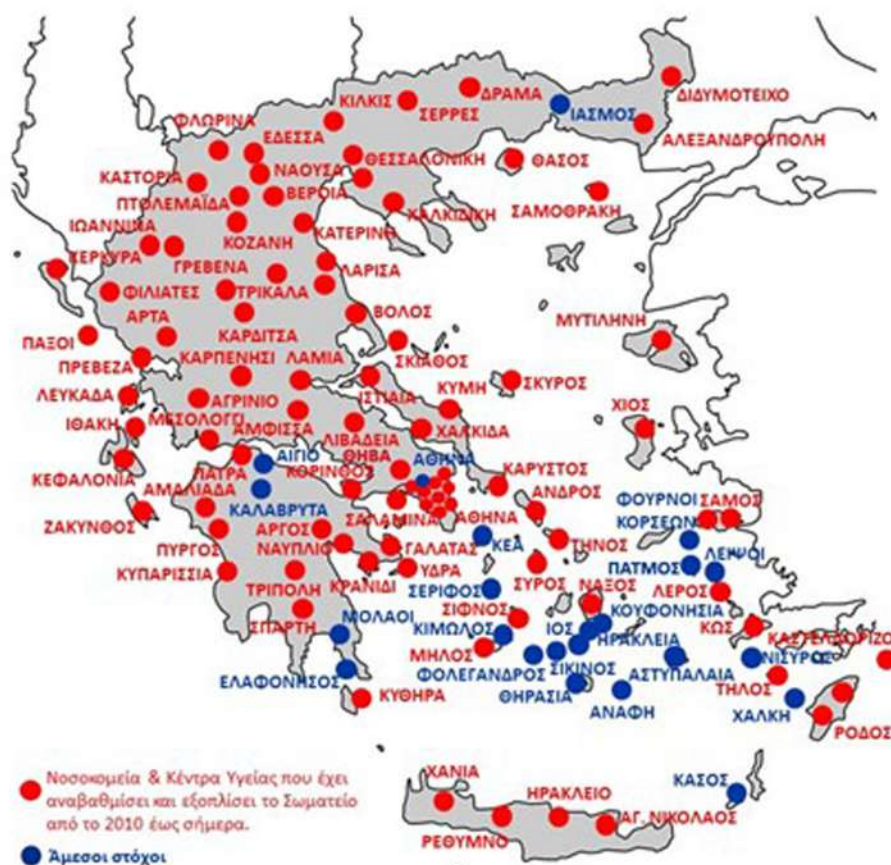 ΚΙΛΚΙΣ
ΔΡΑΜΑ
ΣΕΡΡΕΣ
ΔΙΔΥΜΟΤΕΙΧΟ
ΙΑΣΜΟΣ
ΑΛΕΞΑΝΔΡΟΥΠΟΛΗ
ΦΛΩΡΙΝΑ
ΕΔΕΣΣΑ
ΘΕΣΣΑΛΟΝΙΚΗ
ΘΑΣΟΣ
ΝΑΟΥΣΑ
ΚΑΣΤΟΡΙΑ
ΒΕΡΟΙΑ
ΠΤΟΛΕΜΑΪΔΑ
ΧΑΛΚΙΔΙΚΗ
ΣΑΜΟΘΡΑΚΗ
ΙΩΑΝΝΙΝΑ
ΚΟΖΑΝΗ
ΚΑΤΕΡΙΝΗ
ΚΕΡΚΥΡΑ
ΓΡΕΒΕΝΑ
ΛΑΡΙΣΑ
ΦΙΛΙΑΤΕΣ
ΤΡΙΚΑΛΑ
ΑΡΤΑ
ΒΟΛΟΣ
ΜΥΤΙΛΗΝΗ
ΚΑΡΔΙΤΣΑ
ΠΑΞΟΙ
ΣΚΙΑΘΟΣ
ΠΡΕΒΕΖΑ
ΚΑΡΠΕΝΗΣΙ
ΛΑΜΙΑ
ΣΚΥΡΟΣ
ΛΕΥΚΑΔΑ
ΑΓΡΙΝΙΟ
ΙΣΤΙΑΙΑ
ΚΥΜΗ
ΧΙΟΣ
ΙΘΑΚΗ
ΜΕΣΟΛΟΓΓΙ
ΑΜΦΙΣΣΑ
ΛΙΒΑΔΕΙΑ
ΧΑΛΚΙΔΑ
ΑΙΓΙΟ
ΘΗΒΑ
ΑΘΗΝΑ
ΚΕΦΑΛΟΝΙΑ
ΠΑΤΡΑ
ΚΟΡΙΝΘΟΣ
ΚΑΡΥΣΤΟΣ
ΑΜΑΛΙΑΔΑ
ΚΑΛΑΒΡΥΤΑ
ΑΝΔΡΟΣ
ΦΟΥΡΝΟΙ
ΚΟΡΣΕΩΝ
ΣΑΜΟΣ
ΖΑΚΥΝΘΟΣ
ΑΡΓΟΣ
ΣΑΛΑΜΙΝΑ
ΑΘΗΝΑ
ΠΥΡΓΟΣ
ΝΑΥΠΛΙΟ
ΓΑΛΑΤΑΣ
ΚΕΑ
ΤΗΝΟΣ
ΛΕΙΨΟΙ
ΚΥΠΑΡΙΣΣΙΑ
ΚΡΑΝΙΔΙ
ΥΔΡΑ
ΠΑΤΜΟΣ
ΤΡΙΠΟΛΗ
ΣΕΡΙΦΟΣ
ΣΥΡΟΣ
ΝΑΞΟΣ
ΛΕΡΟΣ
ΣΠΑΡΤΗ
ΜΟΛΑΟΙ
ΣΙΦΝΟΣ
ΚΟΥΦΟΝΗΣΙΑ
ΚΙΜΩΛΟΣ
ΙΟΣ
ΗΡΑΚΛΕΙΑ
ΚΩΣ
ΚΑΣΤΕΛΛΟΡΙΖΟ
ΜΗΛΟΣ
ΝΙΣΥΡΟΣ
ΕΛΑΦΟΝΗΣΟΣ
ΦΟΛΕΓΑΝΔΡΟΣ
ΣΙΚΙΝΟΣ
ΑΣΤΥΠΑΛΑΙΑ
ΤΗΛΟΣ
ΚΥΘΗΡΑ
ΘΗΡΑΣΙΑ
ΑΝΑΦΗ
ΧΑΛΚΗ
ΡΟΔΟΣ
ΧΑΝΙΑ
ΗΡΑΚΛΕΙΟ
ΚΑΣΟΣ
ΡΕΘΥΜΝΟ
ΑΓ. ΝΙΚΟΛΑΟΣ
Νοσοκομεία & Κέντρα Υγείας που έχει
αναβαθμίσει και εξοπλίσει το Σωματείο
από το 2010 έως σήμερα.
Άμεσοι στόχοι